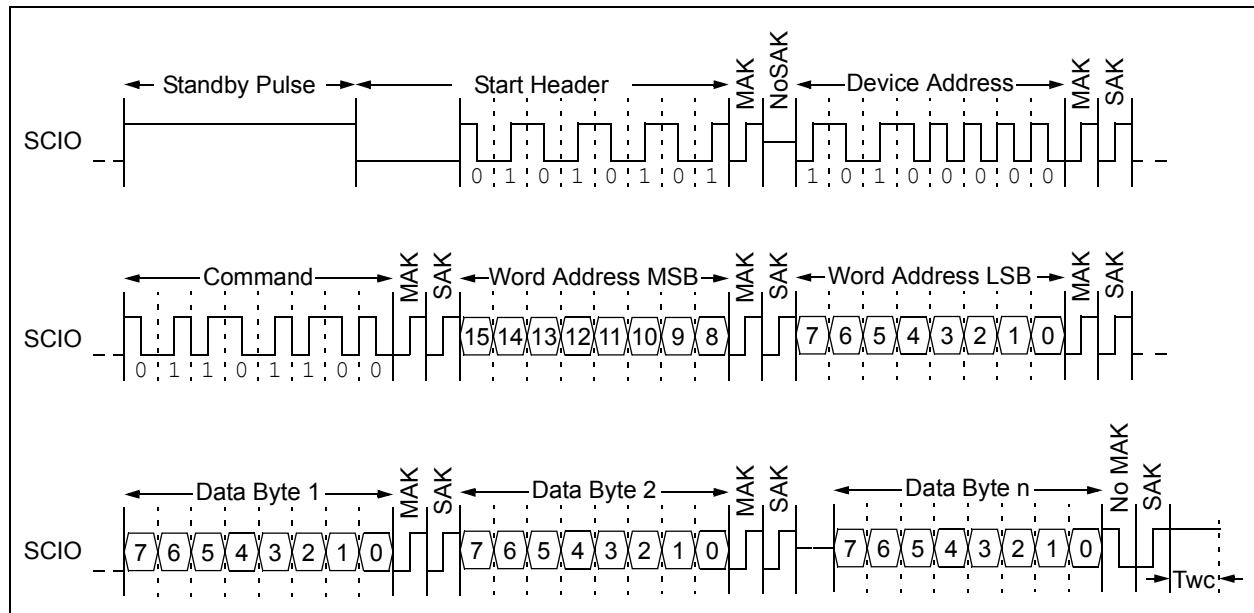 Standby Pulse Start Header MAK NoSAK Device Address MAK SAK
SCIO
0 1 0 1 0 1 0 1 1 0 1 0 0 0 0 0
Command MAK SAK Word Address MSB MAK SAK Word Address LSB MAK SAK
SCIO 15 14 13 12 11 10 9 8 7 6 5 4 3 2 1 0
0 1 1 0 1 1 0 0
Data Byte 1 MAK SAK Data Byte 2 MAK SAK Data Byte n No MAK SAK
SCIO 7 6 5 4 3 2 1 0 7 6 5 4 3 2 1 0 7 6 5 4 3 2 1 0
Twc